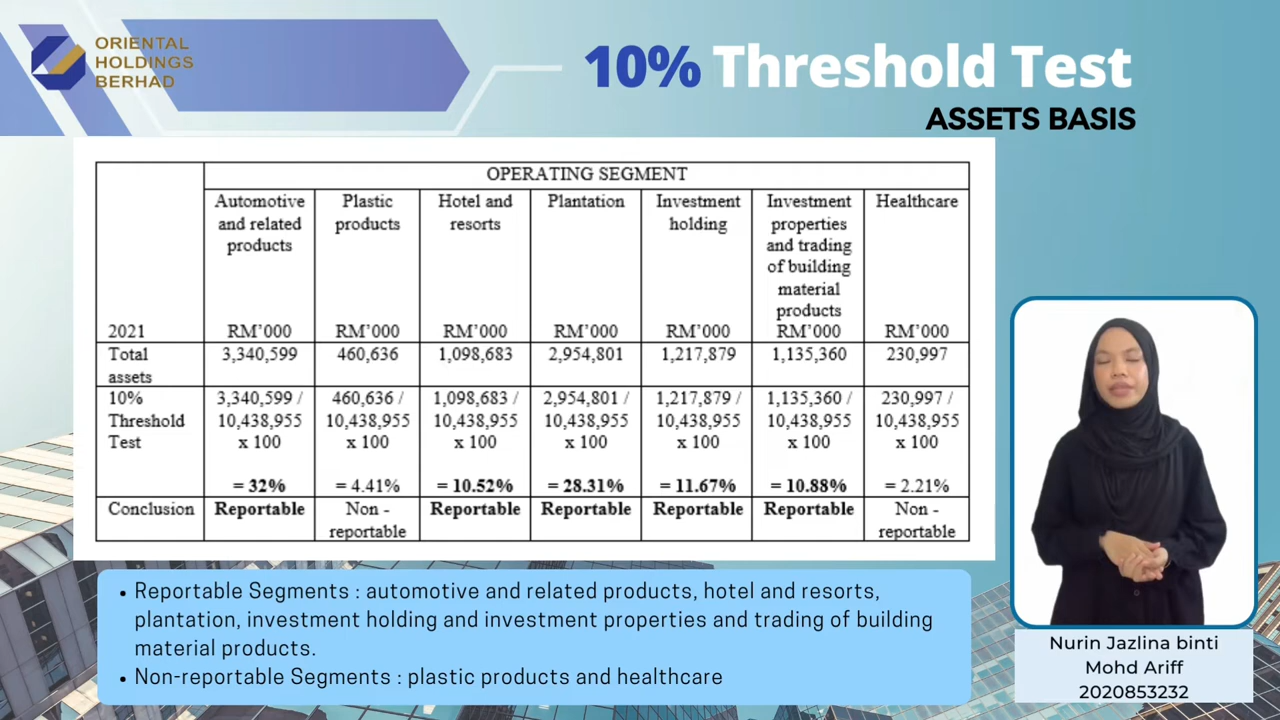 ORIENTAL
HOLDINGS
BERHAD
10% Threshold Test
ASSETS BASIS
OPERATING SEGMENT
Automotive and related products
Plastic products
Hotel and resorts
Plantation
Investment holding
Investment properties and trading of building material products
Healthcare
2021 RM'000 RM'000 RM'000 RM'000 RM'000 RM'000 RM'000
Total assets 3,340,599 460,636 1,098,683 2,954,801 1,217,879 1,135,360 230,997
10% Threshold Test
3,340,599 / 10,438,955 x 100 = 32%
460,636 / 10,438,955 x 100 = 4.41%
1,098,683 / 10,438,955 x 100 = 10.52%
2,954,801 / 10,438,955 x 100 = 28.31%
1,217,879 / 10,438,955 x 100 = 11.67%
1,135,360 / 10,438,955 x 100 = 10.88%
230,997 / 10,438,955 x 100 = 2.21%
Conclusion Reportable Non - reportable Reportable Reportable Reportable Reportable Non - reportable
• Reportable Segments : automotive and related products, hotel and resorts,
plantation, investment holding and investment properties and trading of building
material products.
• Non-reportable Segments : plastic products and healthcare
Nurin Jazlina binti
Mohd Ariff
2020853232